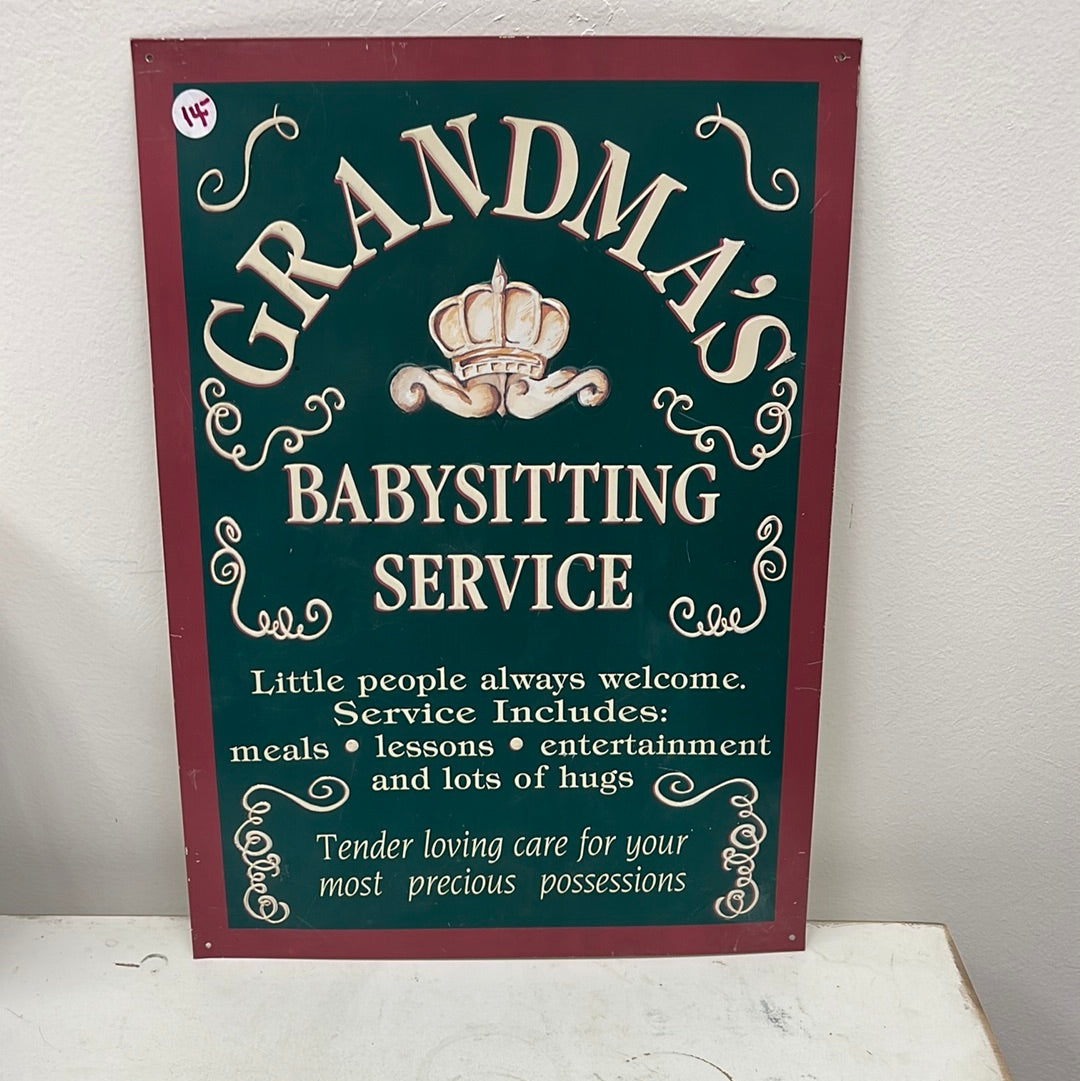 14-
GRANDMA'S
BABYSITTING
SERVICE
Little people always welcome.
Service Includes:
meals • lessons • entertainment
and lots of hugs
Tender loving care for your
most precious possessions